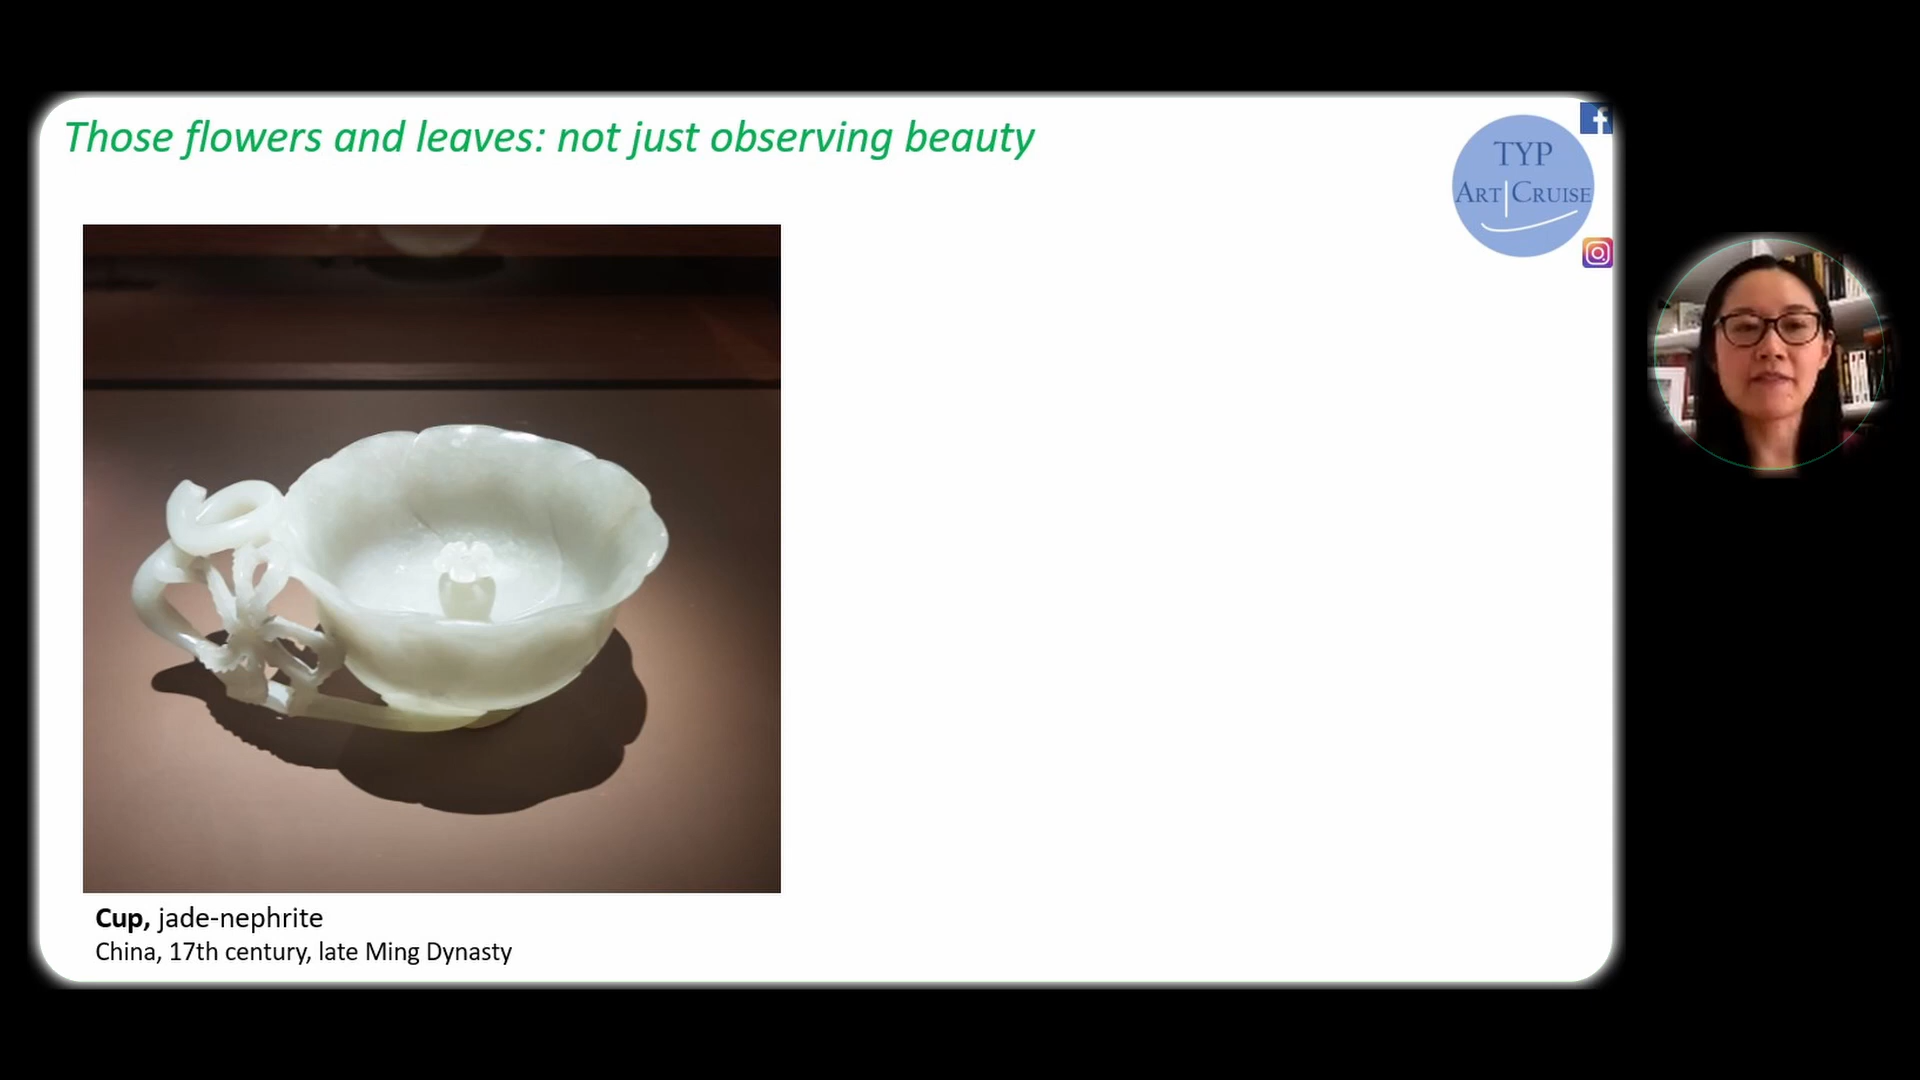 Those flowers and leaves: not just observing beauty
TYP
ART CRUISE
Cup, jade-nephrite
China, 17th century, late Ming Dynasty